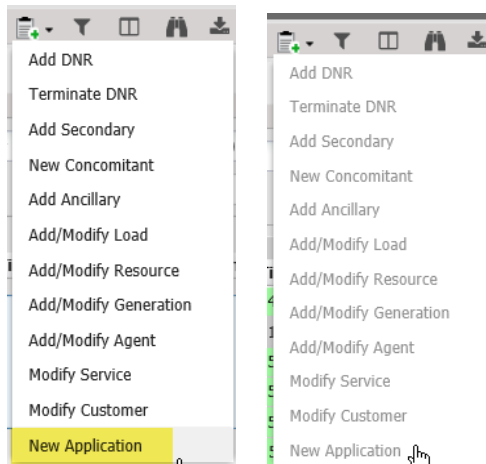 Add DNR
Terminate DNR
Add Secondary
New Concomitant
Add Ancillary
Add/Modify Load
Add/Modify Resource
Add/Modify Generation
Add/Modify Agent
Modify Service
Modify Customer
New Application
Add DNR
Terminate DNR
Add Secondary
New Concomitant
Add Ancillary
Add/Modify Load
Add/Modify Resource
Add/Modify Generation
Add/Modify Agent
Modify Service
Modify Customer
New Application